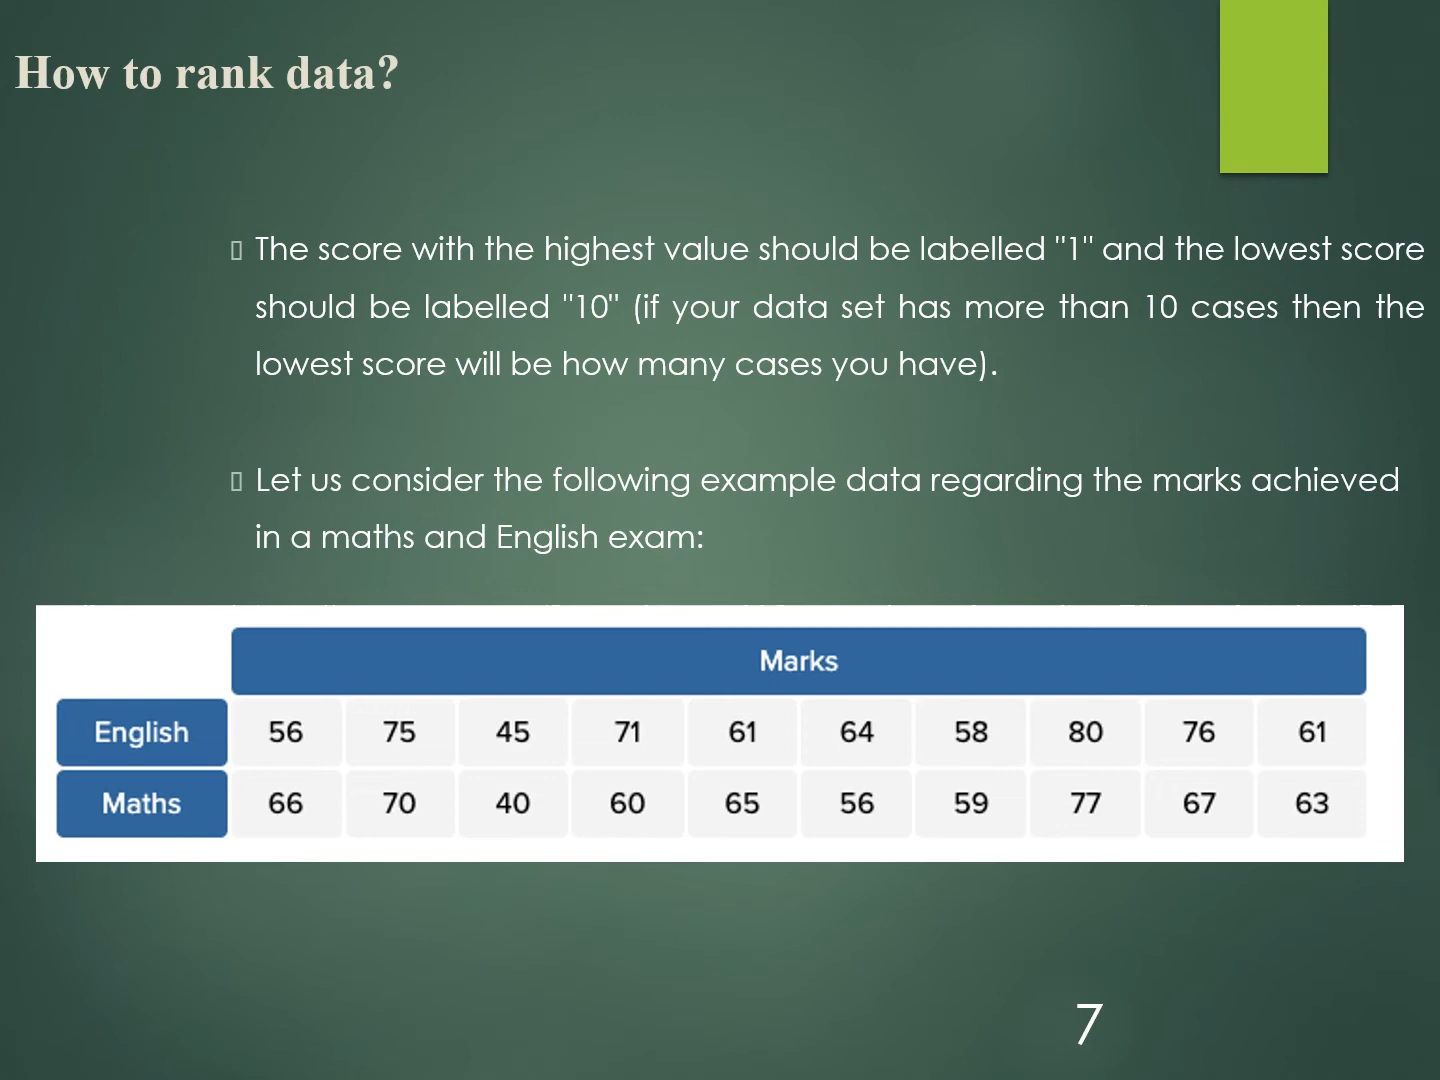 How to rank data?
The score with the highest value should be labelled "1" and the lowest score
should be labelled "10" (if your data set has more than 10 cases then the
lowest score will be how many cases you have).
Let us consider the following example data regarding the marks achieved
in a maths and English exam:
Marks
English 56 75 45 71 61 64 58 80 76 61
Maths 66 70 40 60 65 56 59 77 67 63
7